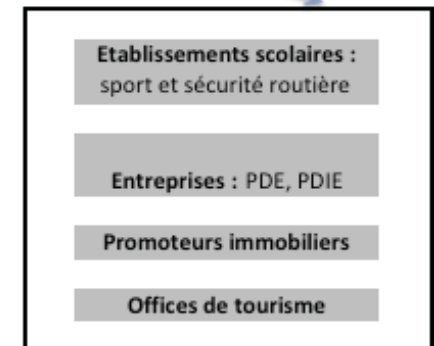 Etablissements scolaires :
sport et sécurité routière
Entreprises : PDE, PDIE
Promoteurs immobiliers
Offices de tourisme